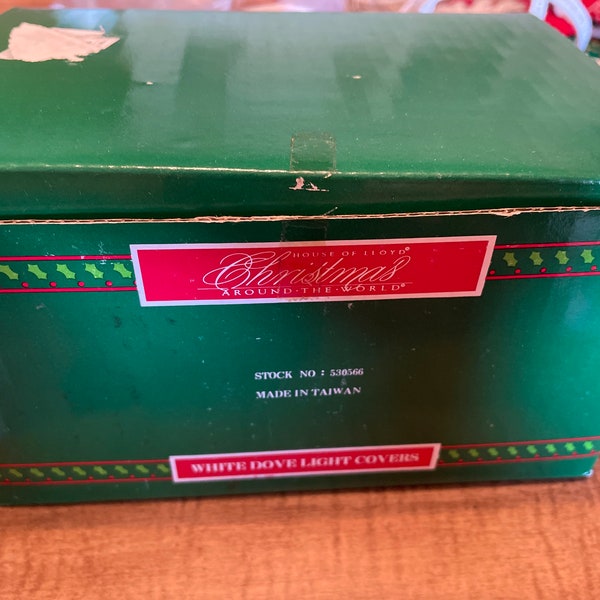 HOUSE OF LLOYD®
Christmas
AROUND·THE·WORLD®
STOCK NO : 530566
MADE IN TAIWAN
WHITE DOVE LIGHT COVERS